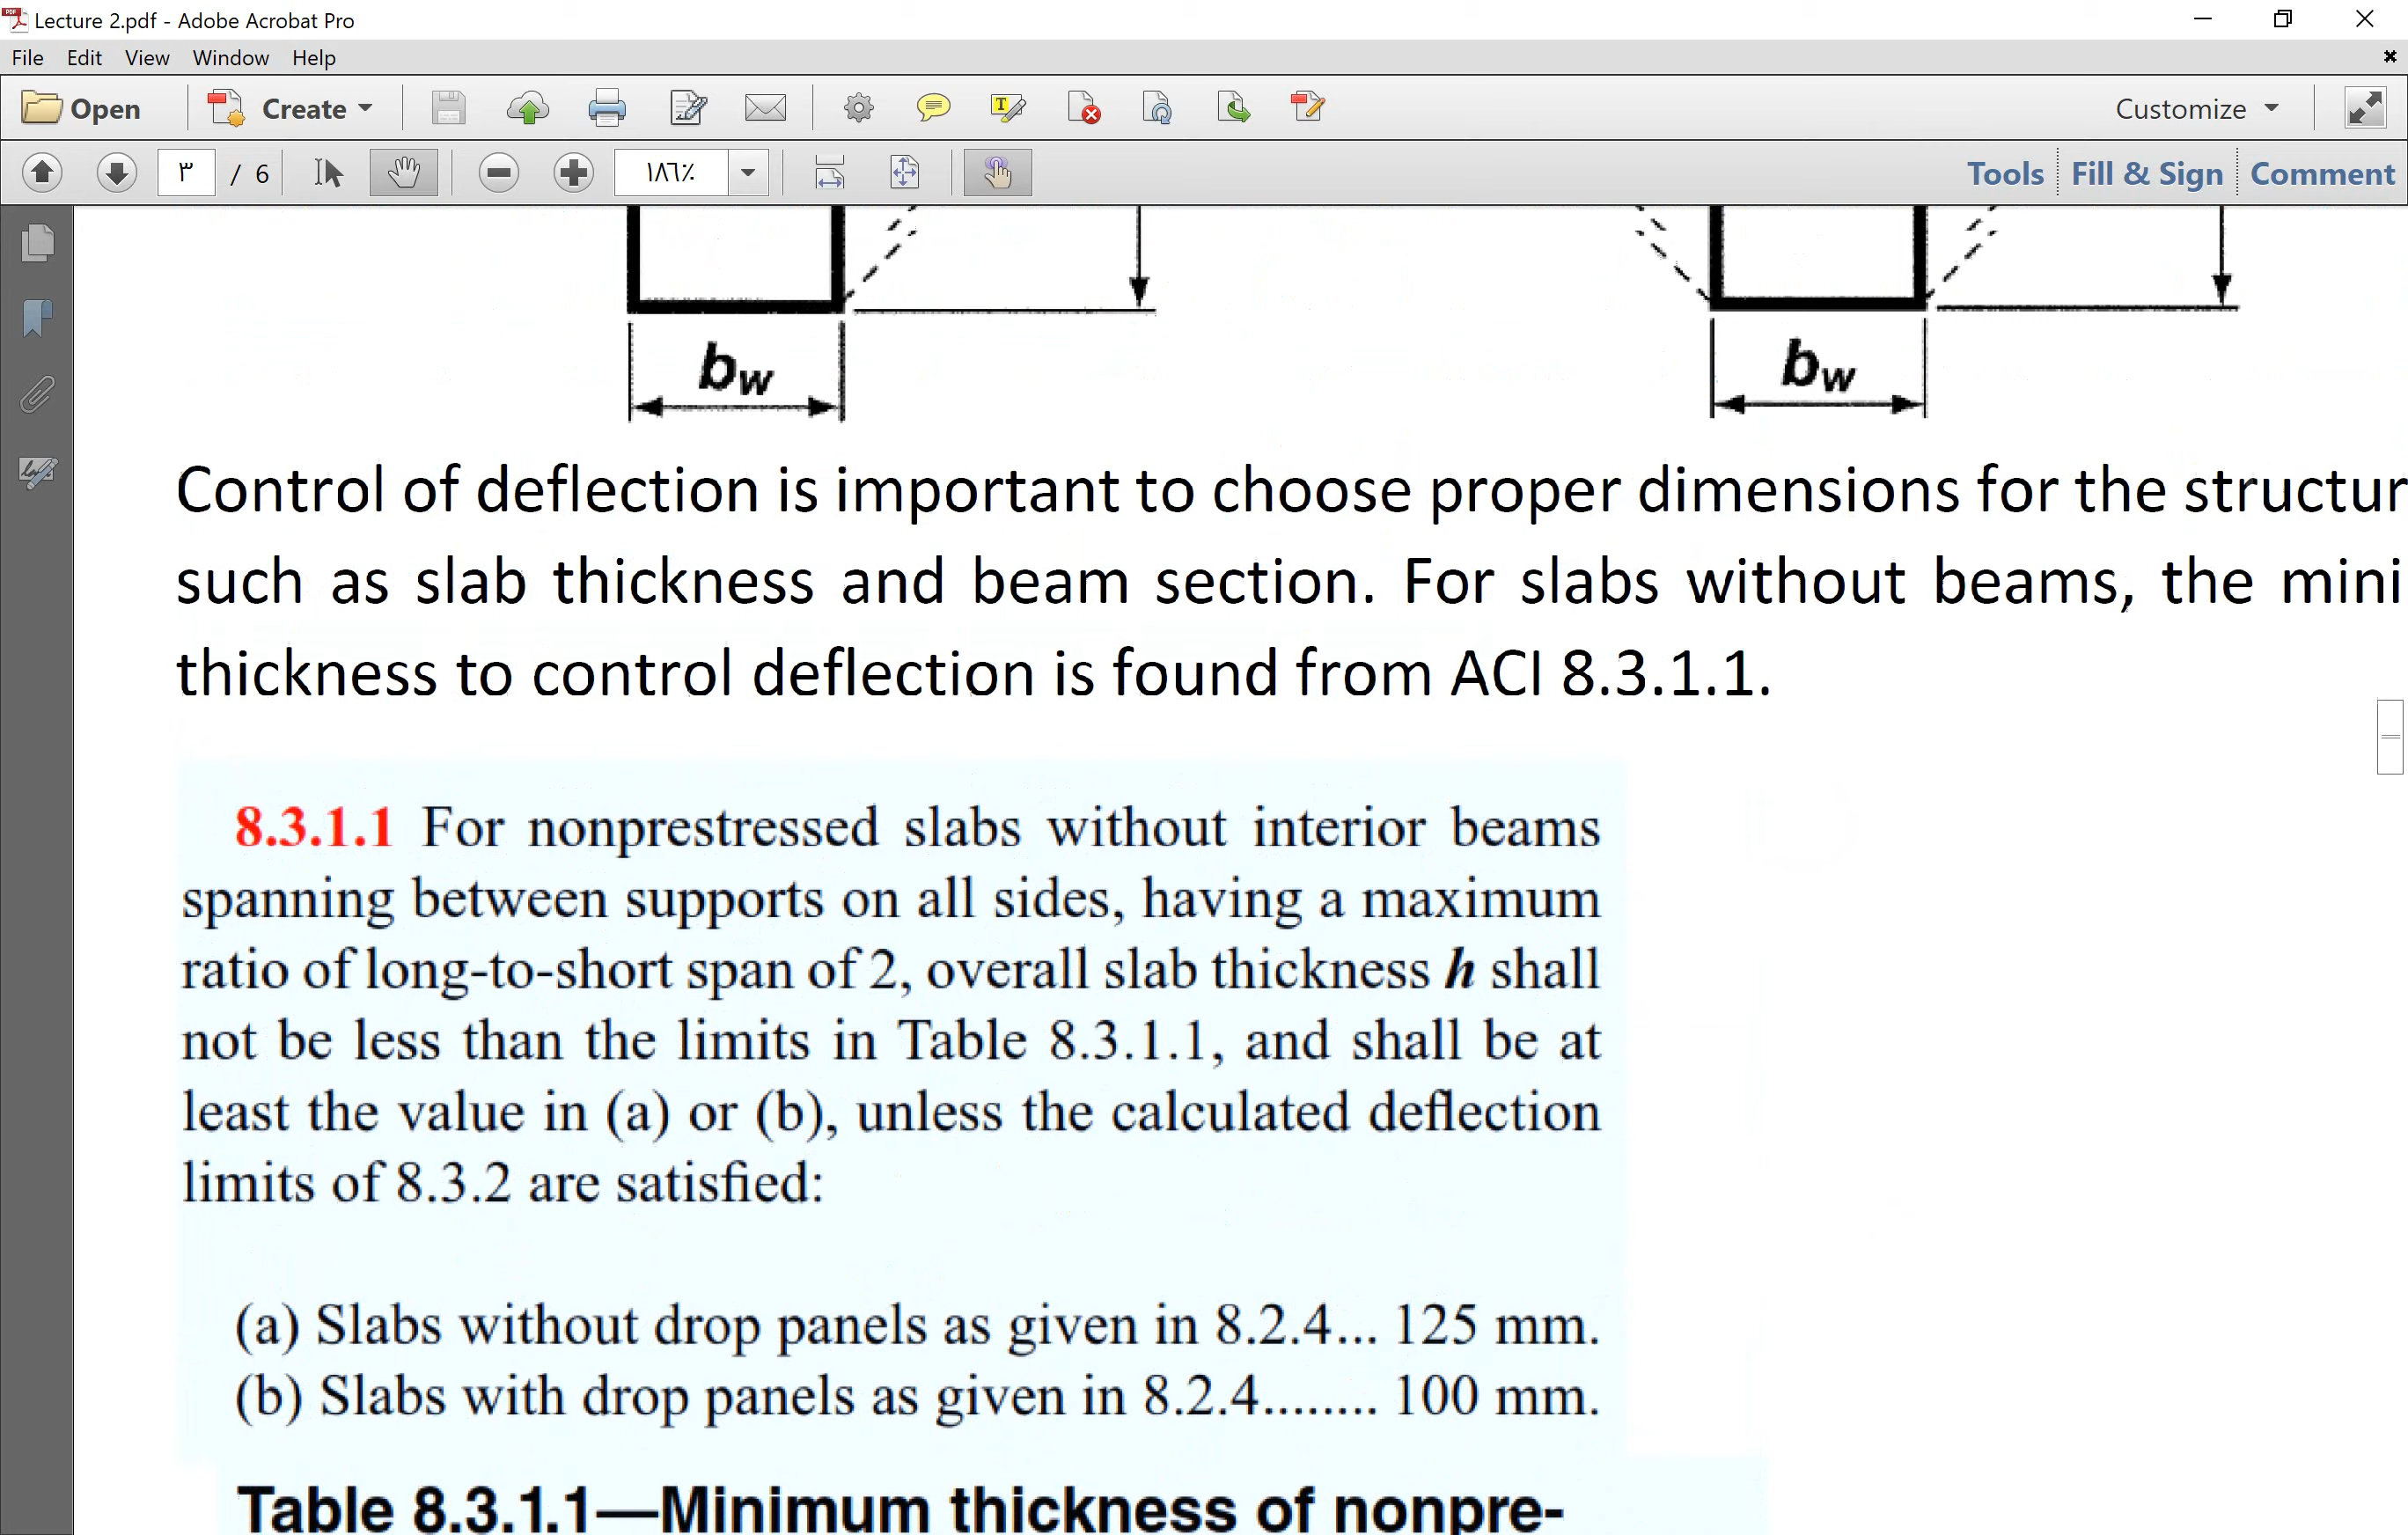 Lecture 2.pdf - Adobe Acrobat Pro
File Edit View Window Help
Open Create Customize
٣ / 6 ١٨٦٪ Tools Fill & Sign Comment
bw bw
Control of deflection is important to choose proper dimensions for the structur
such as slab thickness and beam section. For slabs without beams, the mini
thickness to control deflection is found from ACI 8.3.1.1.
8.3.1.1 For nonprestressed slabs without interior beams
spanning between supports on all sides, having a maximum
ratio of long-to-short span of 2, overall slab thickness h shall
not be less than the limits in Table 8.3.1.1, and shall be at
least the value in (a) or (b), unless the calculated deflection
limits of 8.3.2 are satisfied:
(a) Slabs without drop panels as given in 8.2.4... 125 mm.
(b) Slabs with drop panels as given in 8.2.4........ 100 mm.
Table 8.3.1.1—Minimum thickness of nonpre-